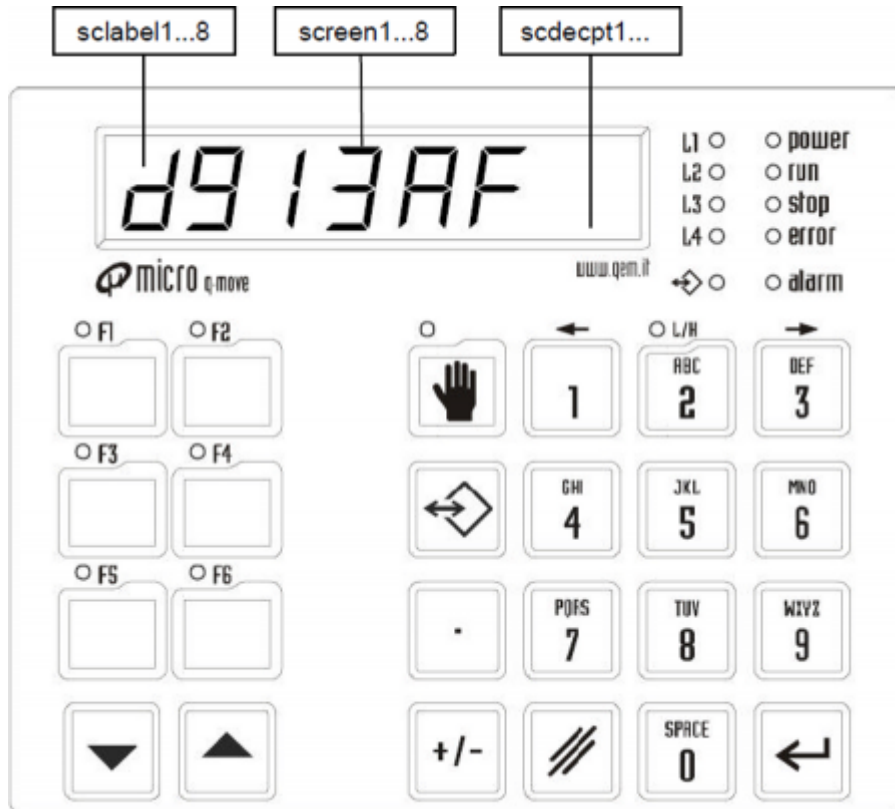 sclabel1...8 screen1...8 scdecpt1...
d913AF
L1 power
L2 run
L3 stop
L4 error
alarm
μ micro q-move www.qem.it
F1 F2 L/H
1 ABC 2 DEF 3
F3 F4
GHI 4 JKL 5 MNO 6
F5 F6
. PQRS 7 TUV 8 WXYZ 9
+/- SPACE 0